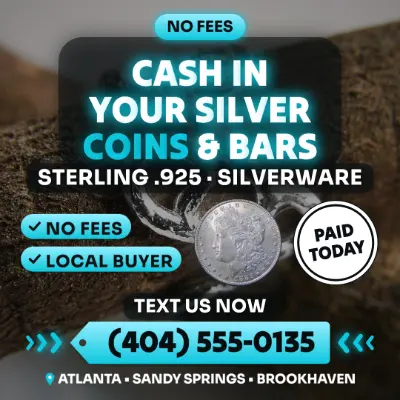 NO FEES
CASH IN
YOUR SILVER
COINS & BARS
STERLING .925 · SILVERWARE
✓ NO FEES
✓ LOCAL BUYER
PAID
TODAY
TEXT US NOW
(404) 555-0135
ATLANTA • SANDY SPRINGS • BROOKHAVEN